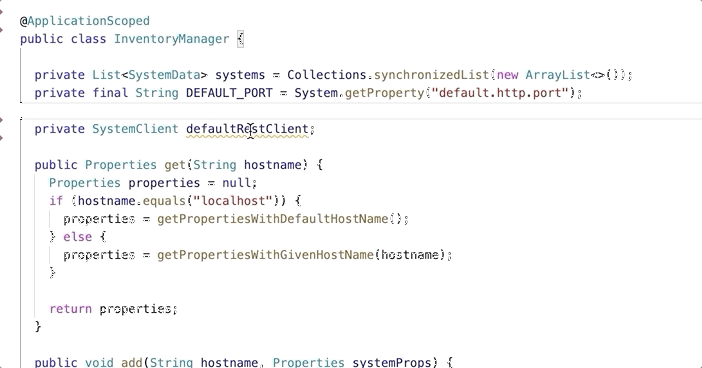 @ApplicationScoped
public class InventoryManager {
private List<SystemData> systems = Collections.synchronizedList(new ArrayList<>());
private final String DEFAULT_PORT = System.getProperty("default.http.port");
private SystemClient defaultRestClient;
public Properties get(String hostname) {
Properties properties = null;
if (hostname.equals("localhost")) {
properties = getPropertiesWithDefaultHostName();
} else {
properties = getPropertiesWithGivenHostName(hostname);
}
return properties;
}
public void add(String hostname, Properties systemProps) {